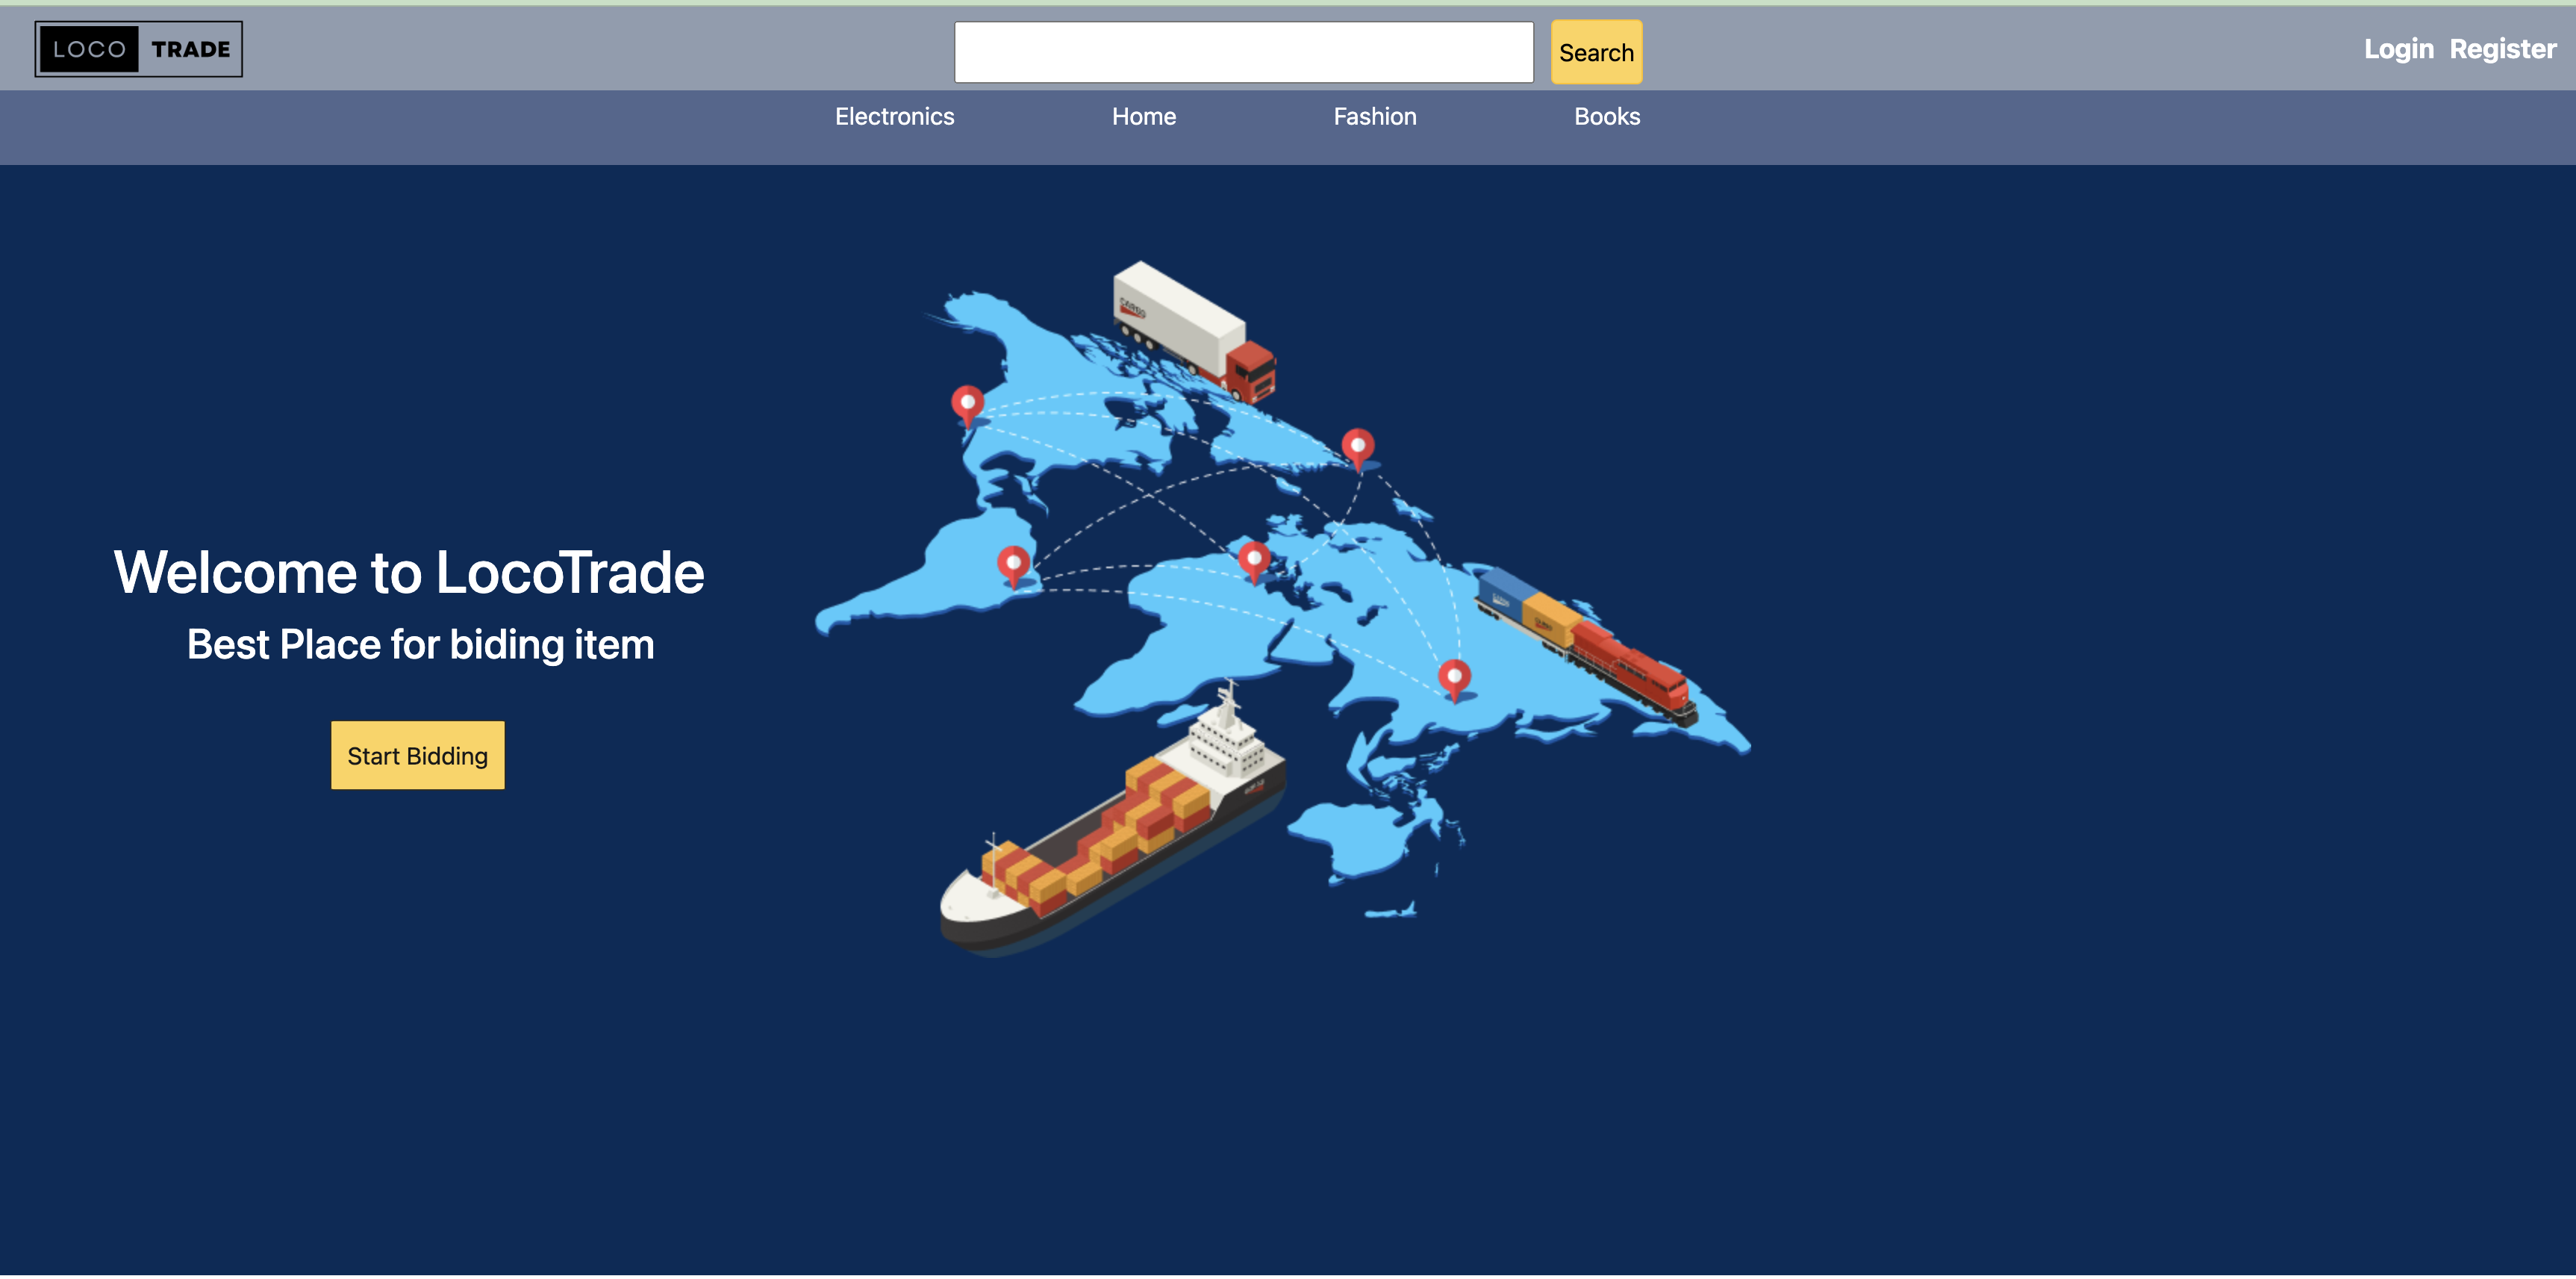 LOCO TRADE
Search
Login Register
Electronics Home Fashion Books
CARGO
Welcome to LocoTrade
Best Place for biding item
Start Bidding